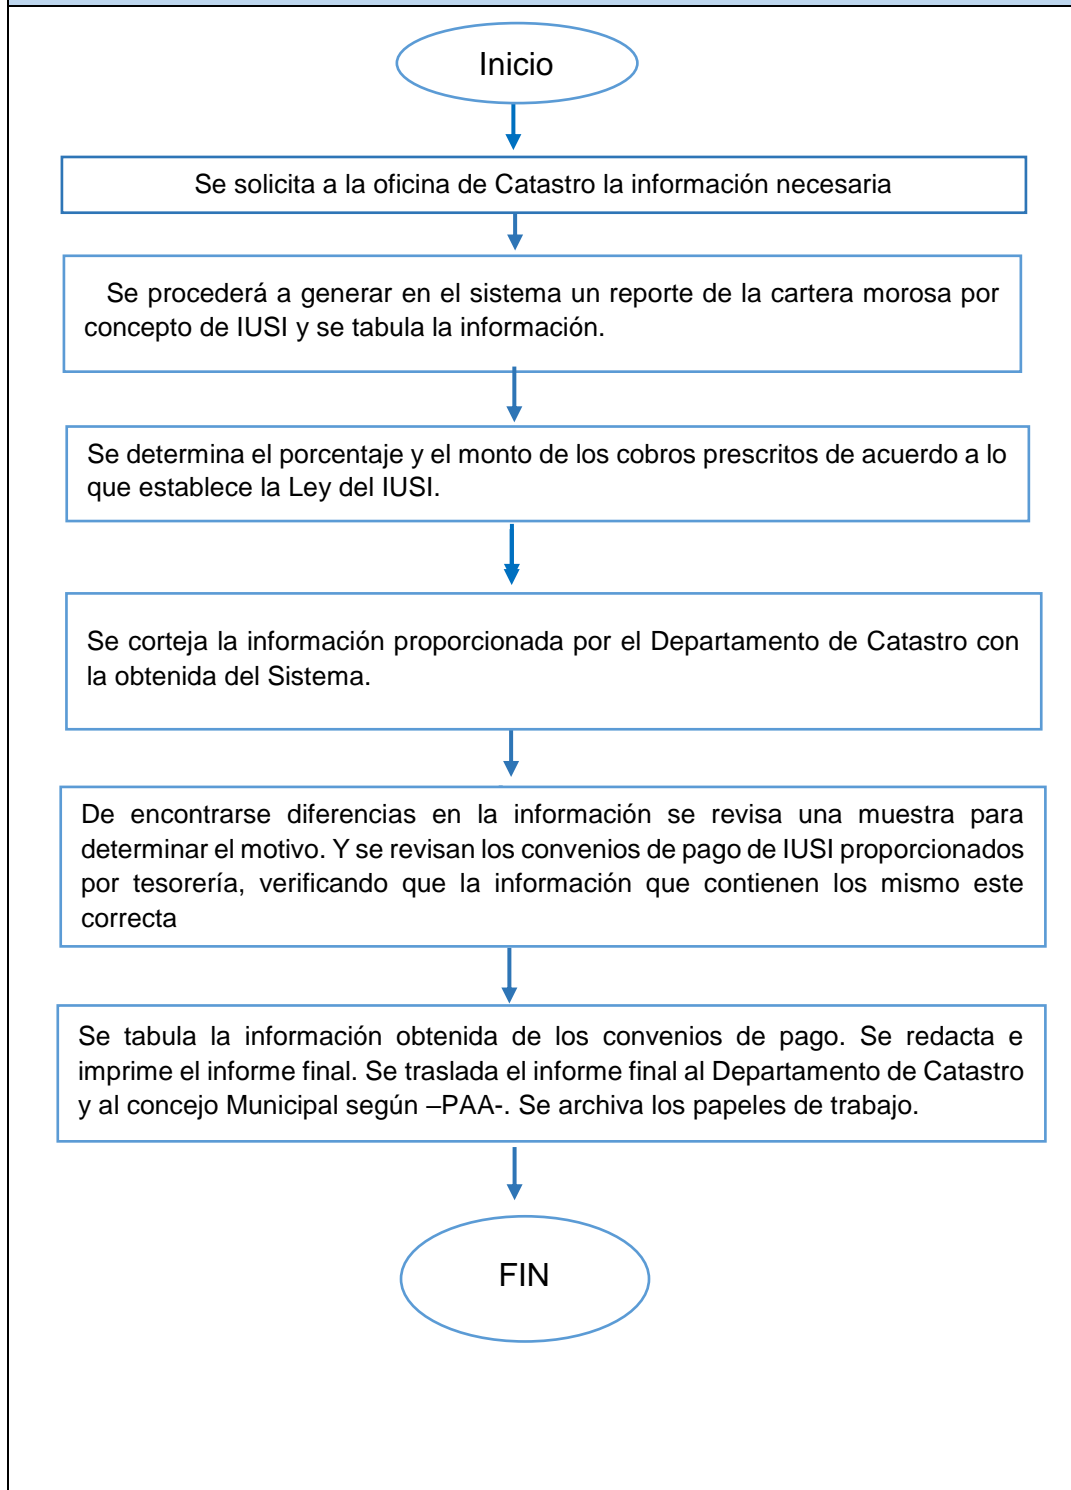 Inicio
Se solicita a la oficina de Catastro la información necesaria
Se procederá a generar en el sistema un reporte de la cartera morosa por
concepto de IUSI y se tabula la información.
Se determina el porcentaje y el monto de los cobros prescritos de acuerdo a lo
que establece la Ley del IUSI.
Se corteja la información proporcionada por el Departamento de Catastro con
la obtenida del Sistema.
De encontrarse diferencias en la información se revisa una muestra para
determinar el motivo. Y se revisan los convenios de pago de IUSI proporcionados
por tesorería, verificando que la información que contienen los mismo este
correcta
Se tabula la información obtenida de los convenios de pago. Se redacta e
imprime el informe final. Se traslada el informe final al Departamento de Catastro
y al concejo Municipal según –PAA-. Se archiva los papeles de trabajo.
FIN